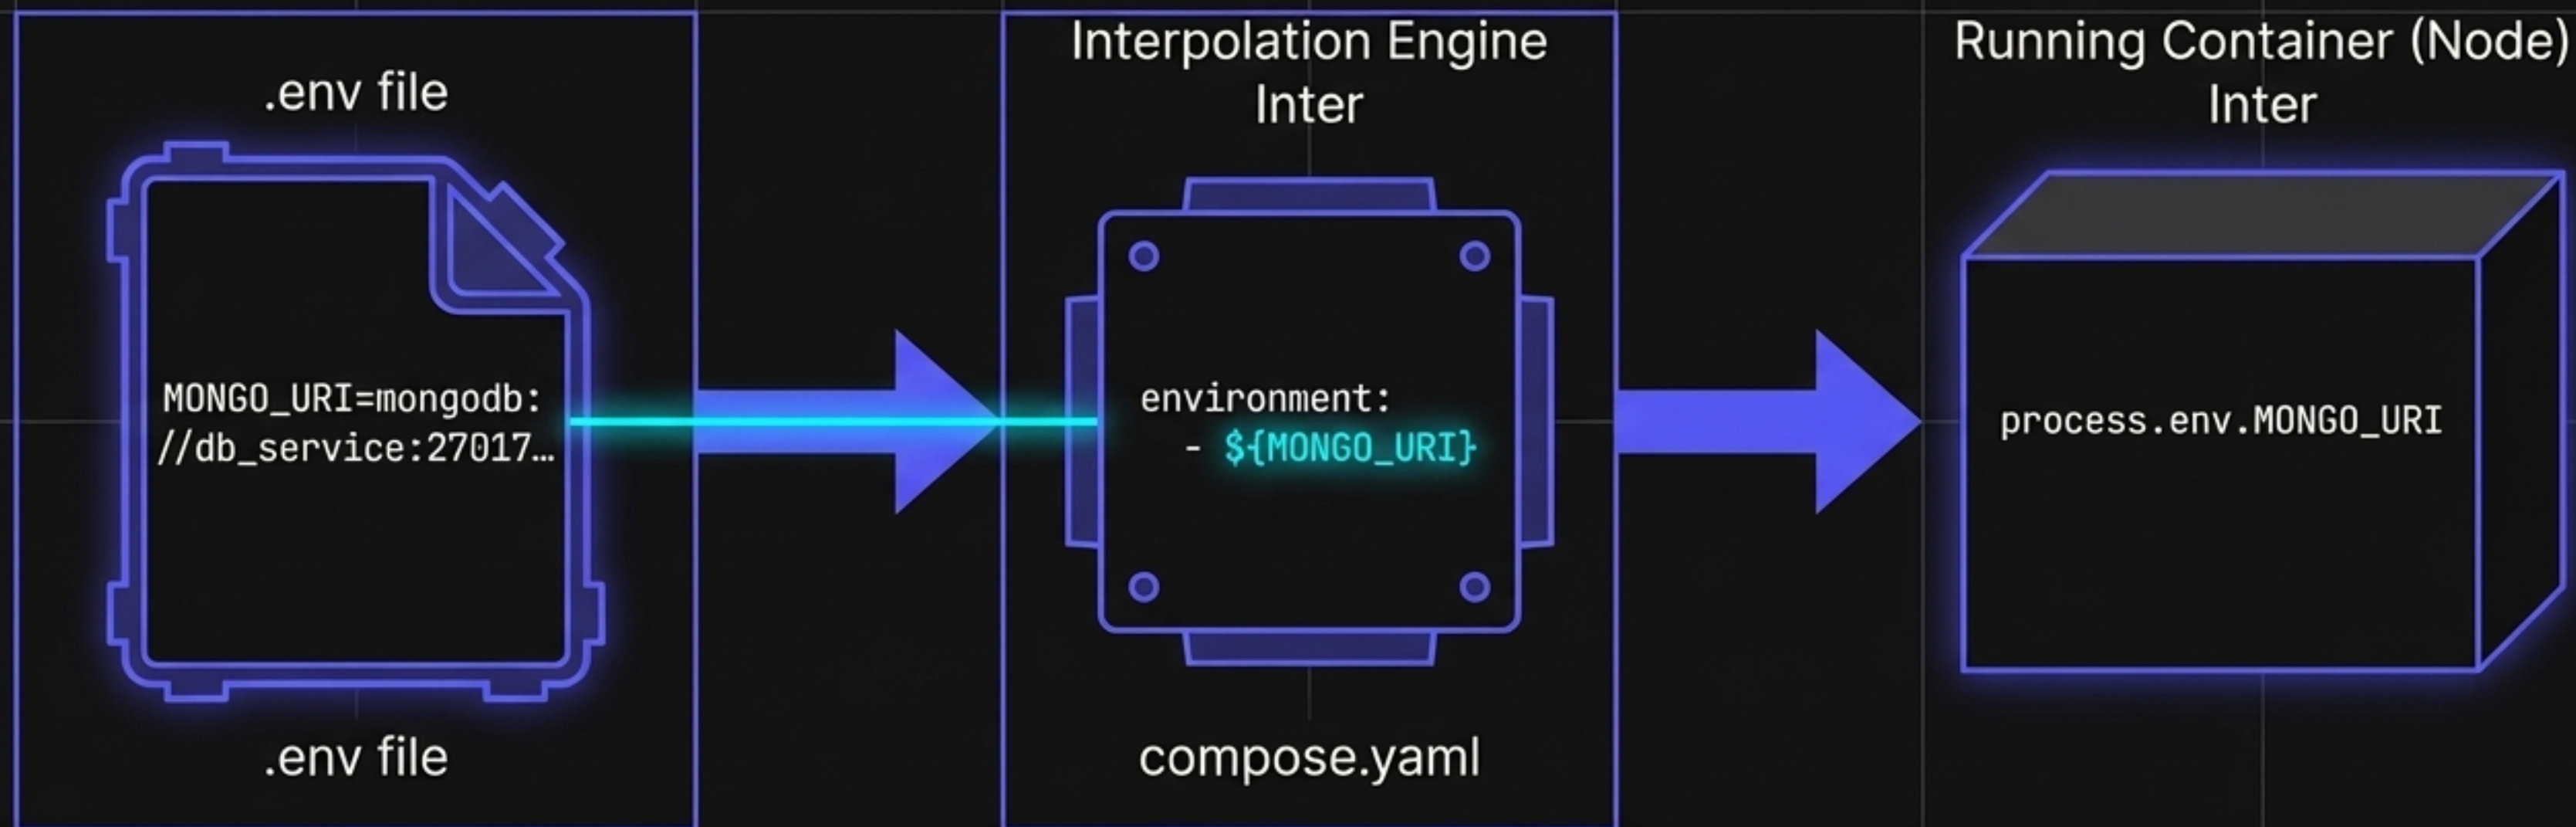 .env file
MONGO_URI=mongodb:
//db_service:27017…
.env file
Interpolation Engine
Inter
environment:
- ${MONGO_URI}
compose.yaml
Running Container (Node)
Inter
process.env.MONGO_URI